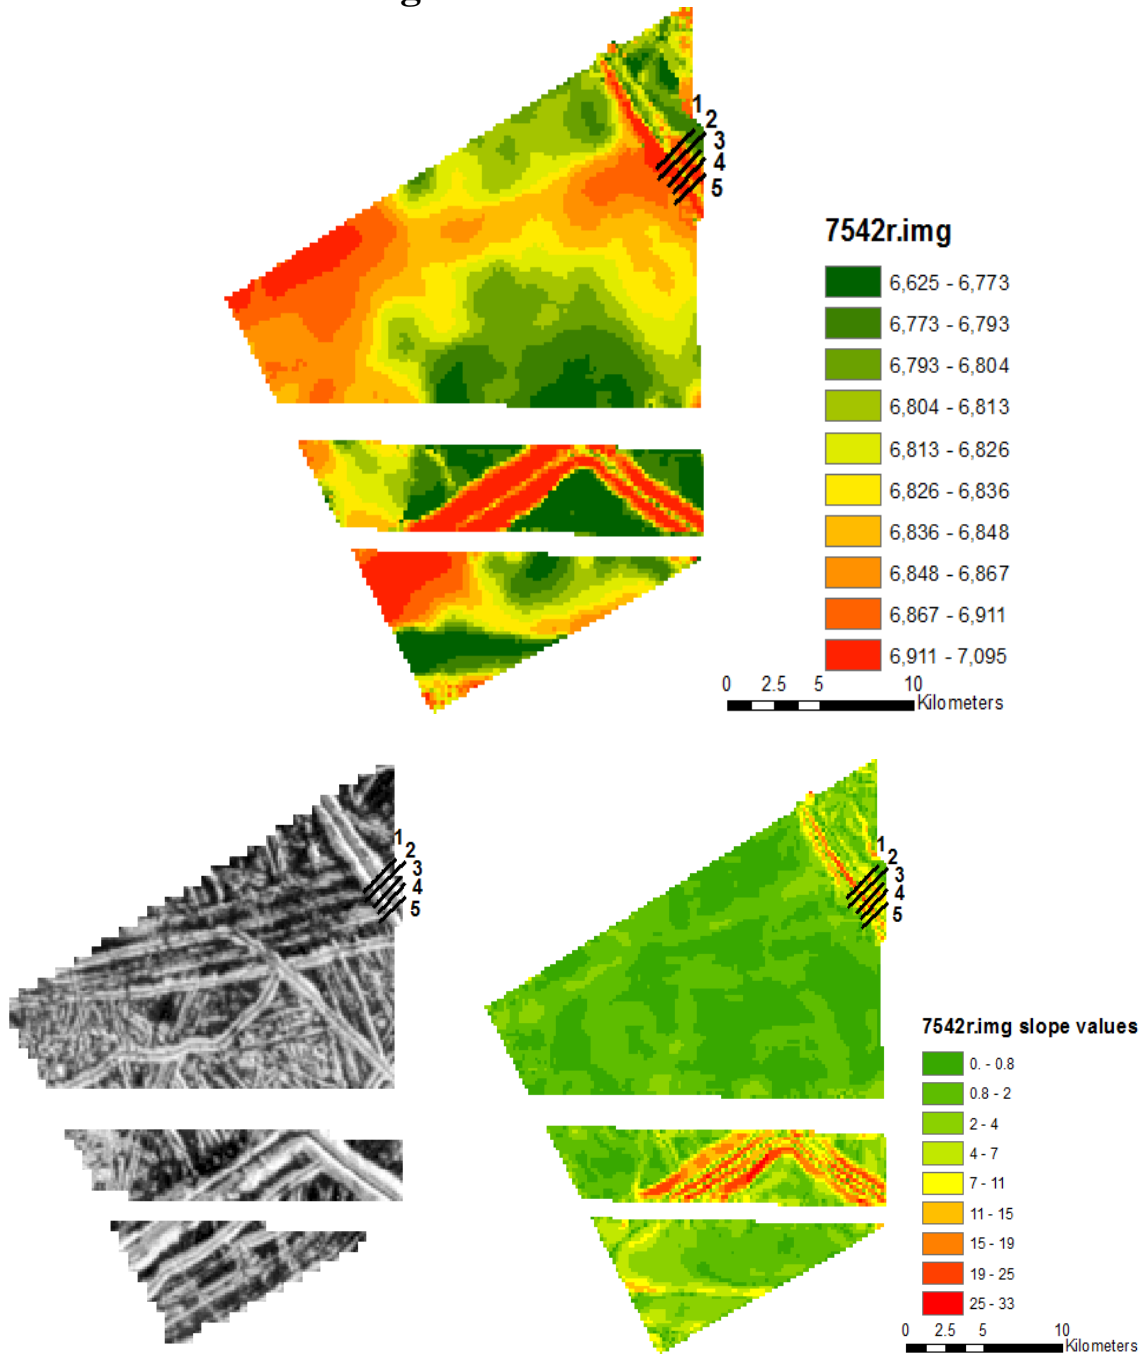 1
2
3
4
5
7542r.img
6,625 - 6,773
6,773 - 6,793
6,793 - 6,804
6,804 - 6,813
6,813 - 6,826
6,826 - 6,836
6,836 - 6,848
6,848 - 6,867
6,867 - 6,911
6,911 - 7,095
0 2.5 5 10
Kilometers
1
2
3
4
5
1
2
3
4
5
7542r.img slope values
0. - 0.8
0.8 - 2
2 - 4
4 - 7
7 - 11
11 - 15
15 - 19
19 - 25
25 - 33
0 2.5 5 10
Kilometers